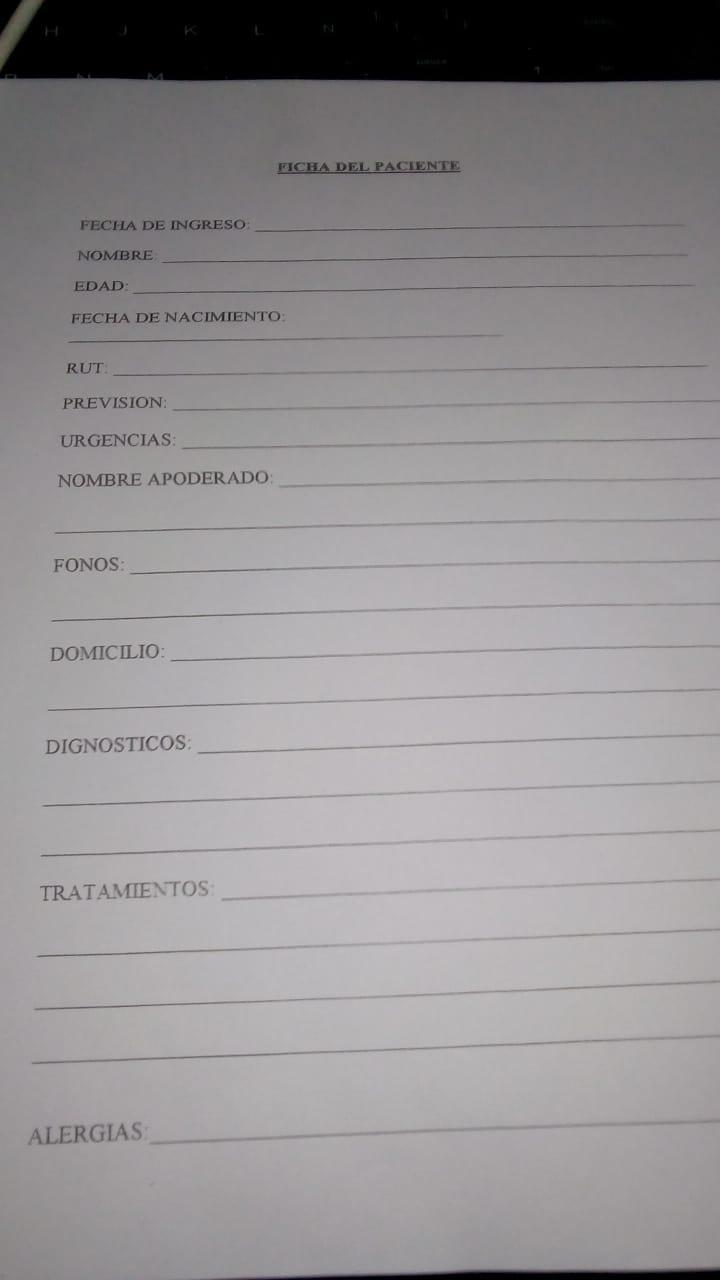 H J K L N
M
FICHA DEL PACIENTE
FECHA DE INGRESO:
NOMBRE:
EDAD:
FECHA DE NACIMIENTO:
RUT:
PREVISION:
URGENCIAS:
NOMBRE APODERADO:
FONOS:
DOMICILIO:
DIGNOSTICOS:
TRATAMIENTOS:
ALERGIAS: